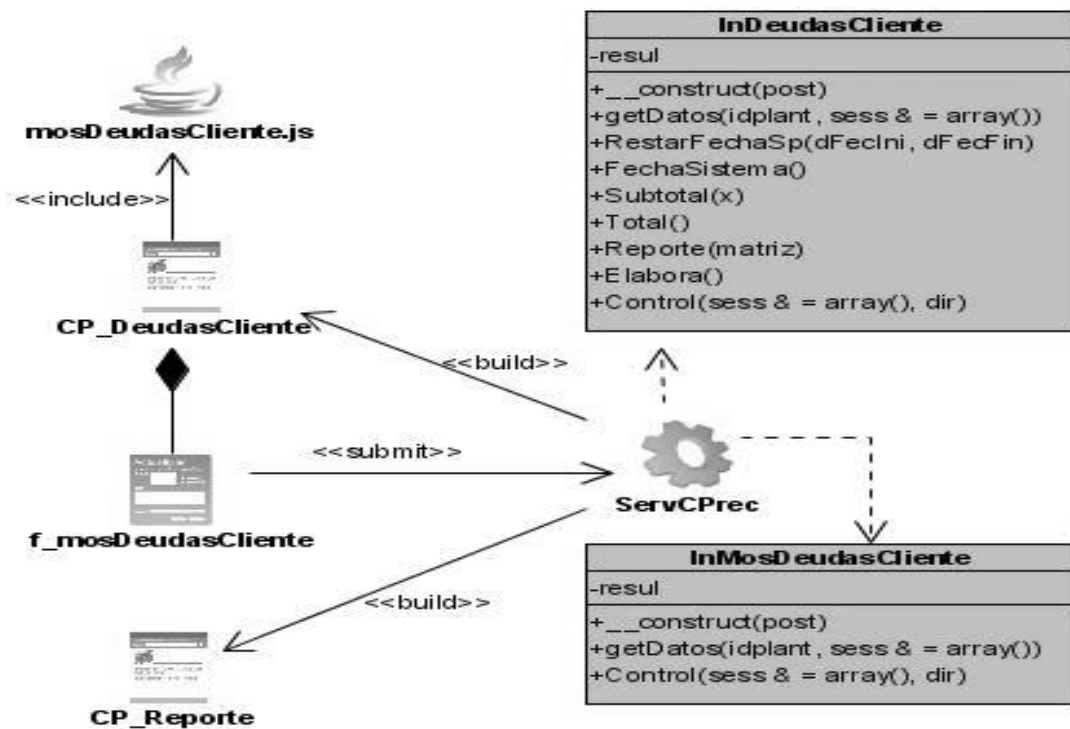 InDeudasCliente
-resul
+__construct(post)
+getDatos(idplant, sess & = array())
+RestarFechaSp(dFecIni, dFecFin)
+FechaSistema()
+Subtotal(x)
+Total()
+Reporte(matriz)
+Elabora()
+Control(sess & = array(), dir)
mosDeudasCliente.js
<<include>>
CP_DeudasCliente
<<build>>
<<submit>>
ServCPrec
f_mosDeudasCliente
<<build>>
CP_Reporte
InMosDeudasCliente
-resul
+__construct(post)
+getDatos(idplant, sess & = array())
+Control(sess & = array(), dir)